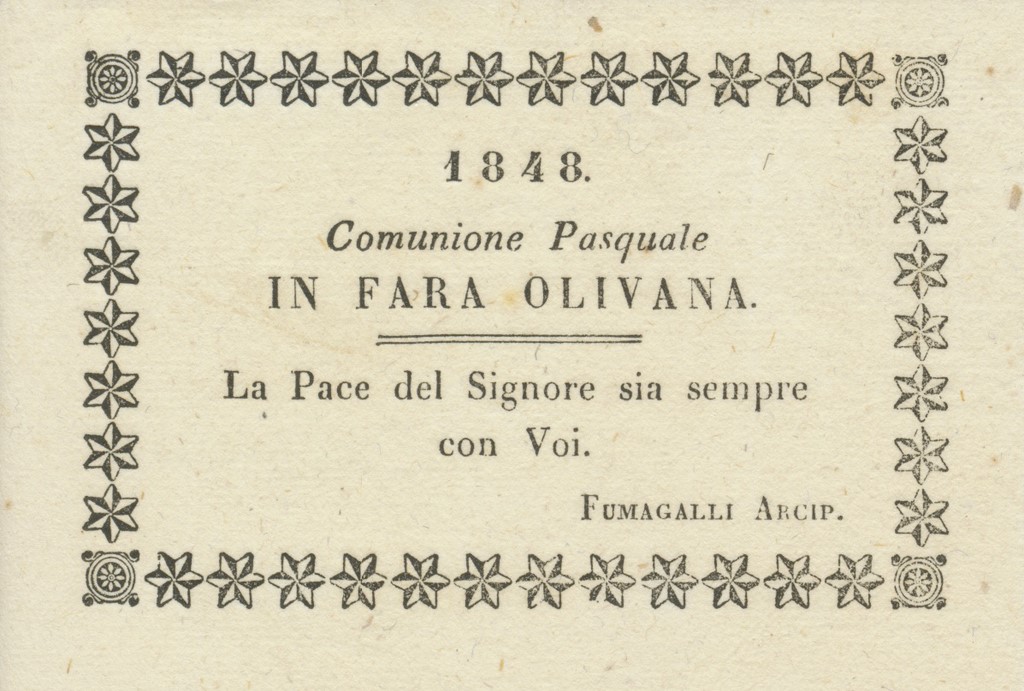 1848.
Comunione Pasquale
IN FARA OLIVANA.
La Pace del Signore sia sempre
con Voi.
FUMAGALLI ARCIP.